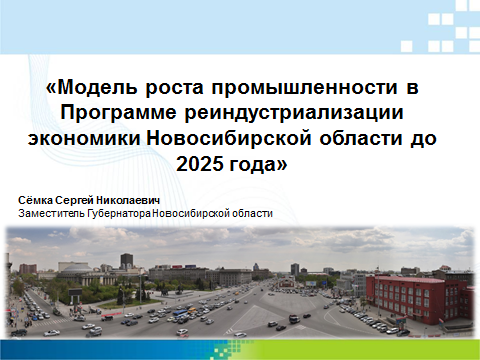 «Модель роста промышленности в
Программе реиндустриализации
экономики Новосибирской области до
2025 года»
Сёмка Сергей Николаевич
Заместитель Губернатора Новосибирской области